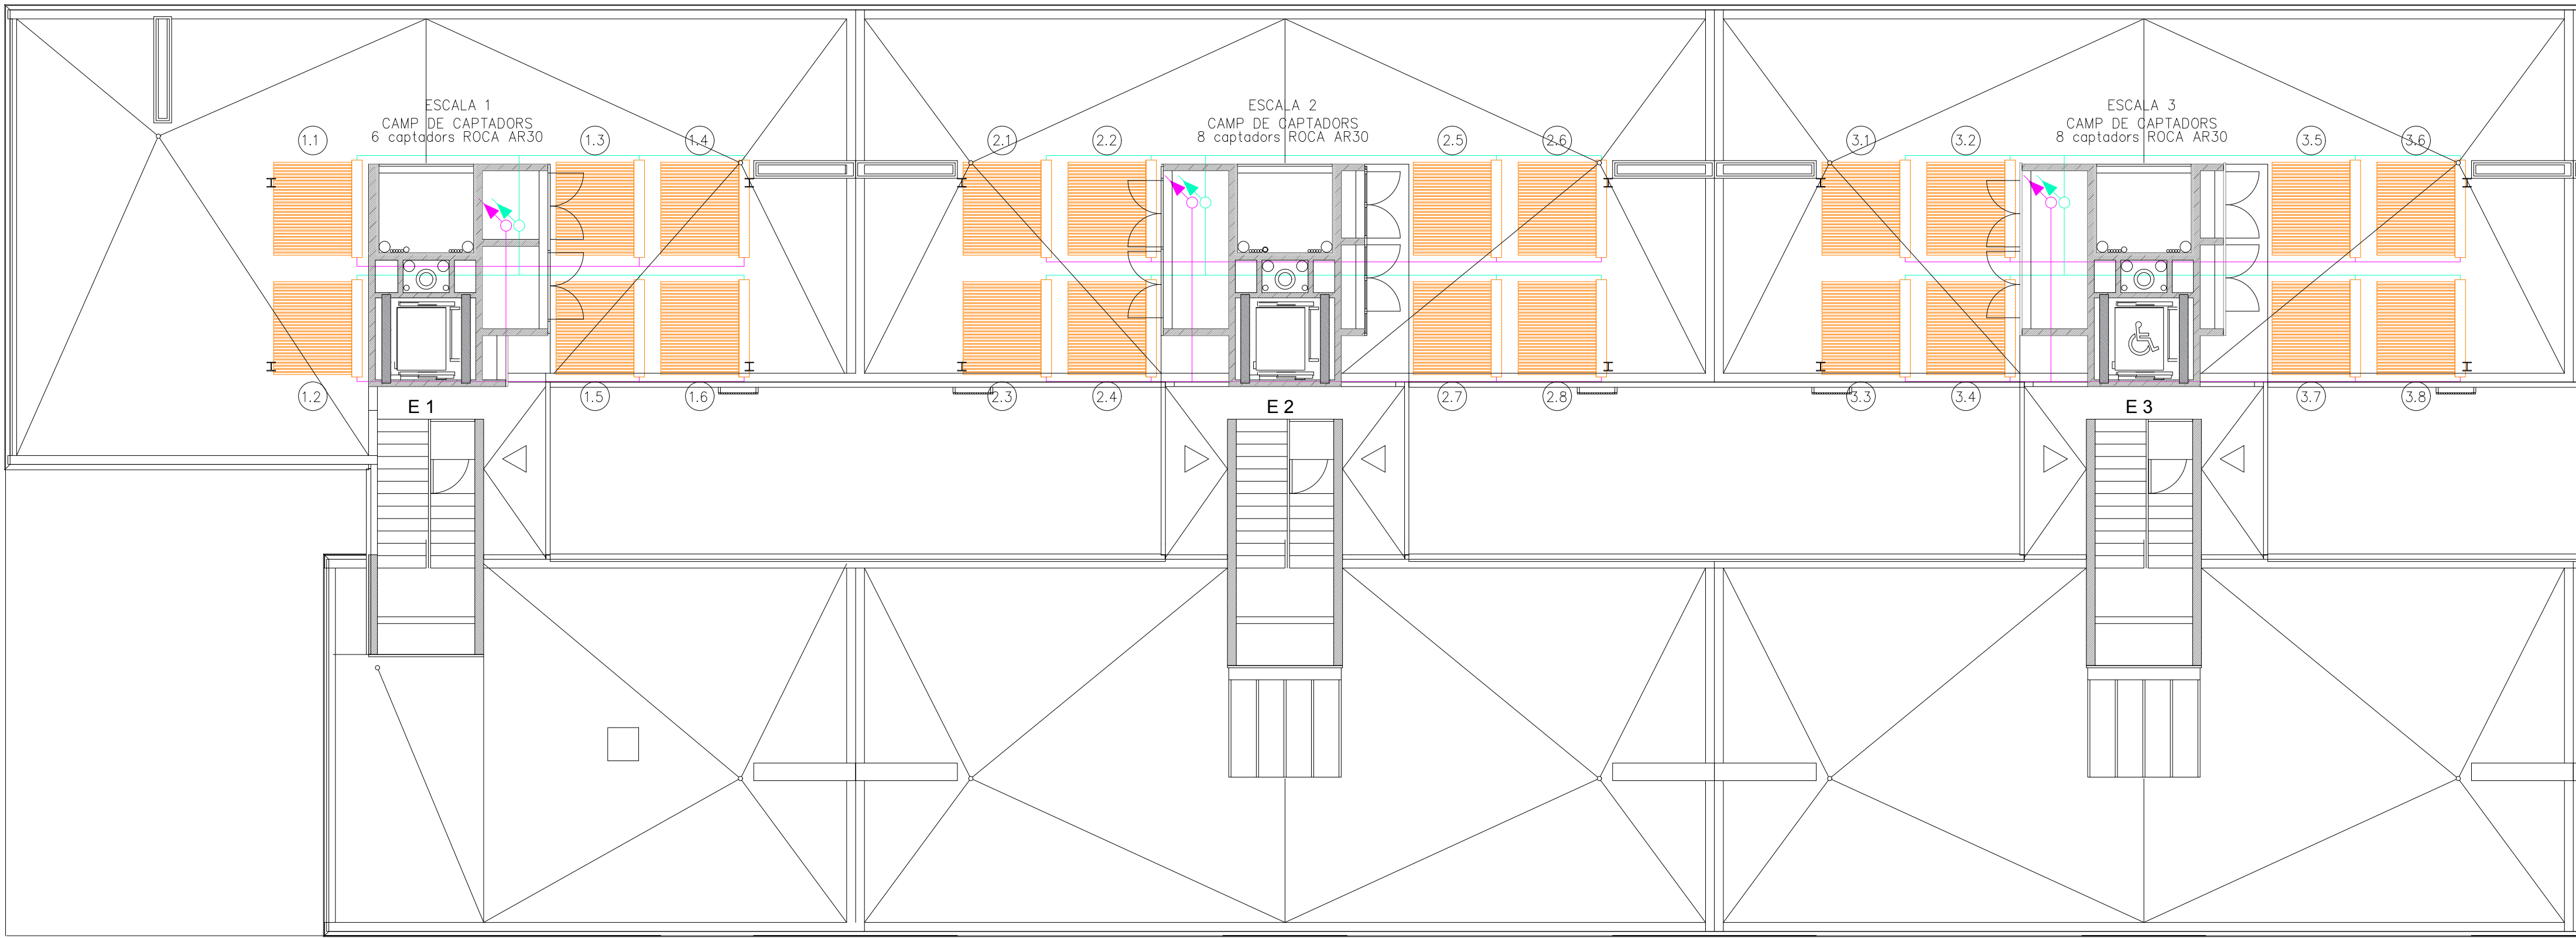 ESCALA 1
CAMP DE CAPTADORS
6 captadors ROCA AR30
ESCALA 2
CAMP DE CAPTADORS
8 captadors ROCA AR30
ESCALA 3
CAMP DE CAPTADORS
8 captadors ROCA AR30
1.1
1.3
1.4
2.1
2.2
2.5
2.6
3.1
3.2
3.5
3.6
1.2
1.5
1.6
2.3
2.4
2.7
2.8
3.3
3.4
3.7
3.8
E 1
E 2
E 3